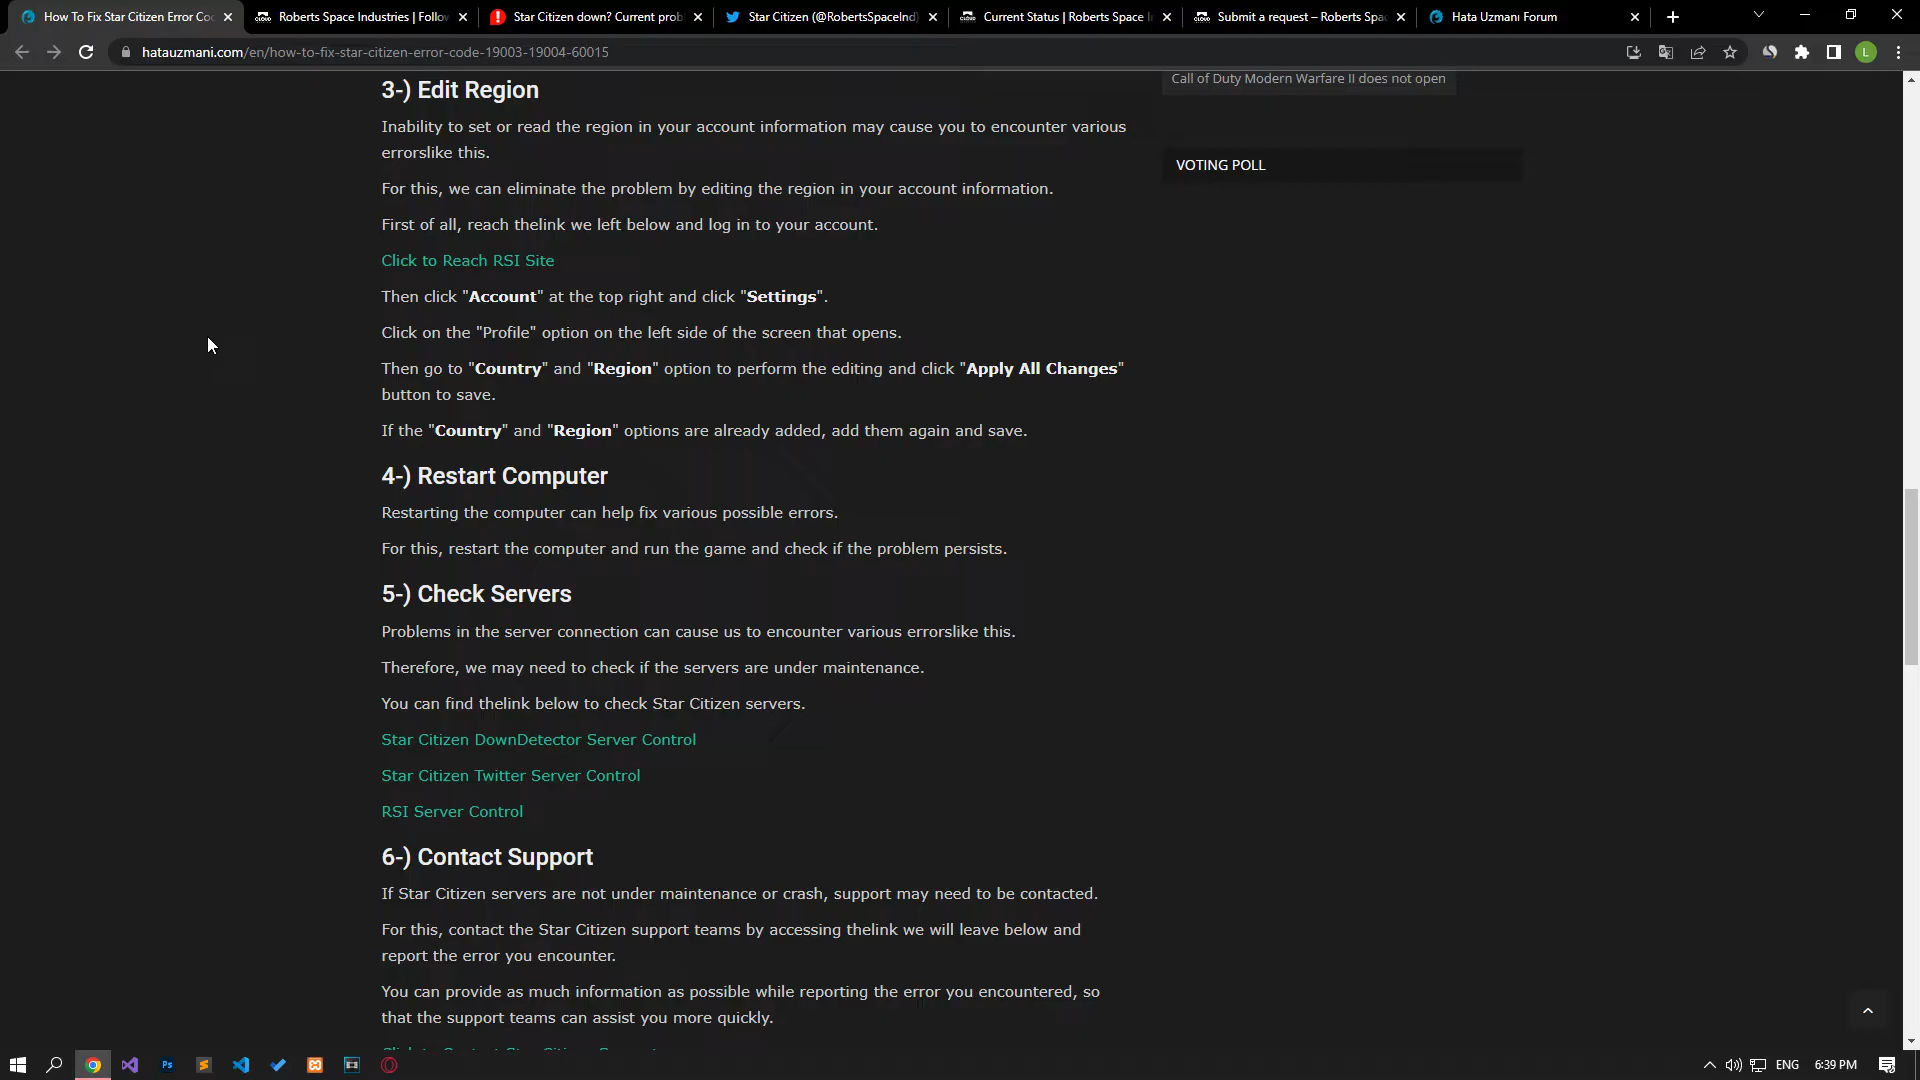 How To Fix Star Citizen Error Co
Roberts Space Industries | Follow
Star Citizen down? Current prob
Star Citizen (@RobertsSpaceInd)
Current Status | Roberts Space I
Submit a request – Roberts Spa
Hata Uzmanı Forum
hatauzmani.com/en/how-to-fix-star-citizen-error-code-19003-19004-60015
L
3-) Edit Region
Inability to set or read the region in your account information may cause you to encounter various
errorslike this.
For this, we can eliminate the problem by editing the region in your account information.
First of all, reach thelink we left below and log in to your account.
Click to Reach RSI Site
Then click "Account" at the top right and click "Settings".
Click on the "Profile" option on the left side of the screen that opens.
Then go to "Country" and "Region" option to perform the editing and click "Apply All Changes"
button to save.
If the "Country" and "Region" options are already added, add them again and save.
4-) Restart Computer
Restarting the computer can help fix various possible errors.
For this, restart the computer and run the game and check if the problem persists.
5-) Check Servers
Problems in the server connection can cause us to encounter various errorslike this.
Therefore, we may need to check if the servers are under maintenance.
You can find thelink below to check Star Citizen servers.
Star Citizen DownDetector Server Control
Star Citizen Twitter Server Control
RSI Server Control
6-) Contact Support
If Star Citizen servers are not under maintenance or crash, support may need to be contacted.
For this, contact the Star Citizen support teams by accessing thelink we will leave below and
report the error you encounter.
You can provide as much information as possible while reporting the error you encountered, so
that the support teams can assist you more quickly.
Call of Duty Modern Warfare II does not open
VOTING POLL
Ps
ENG
6:39 PM